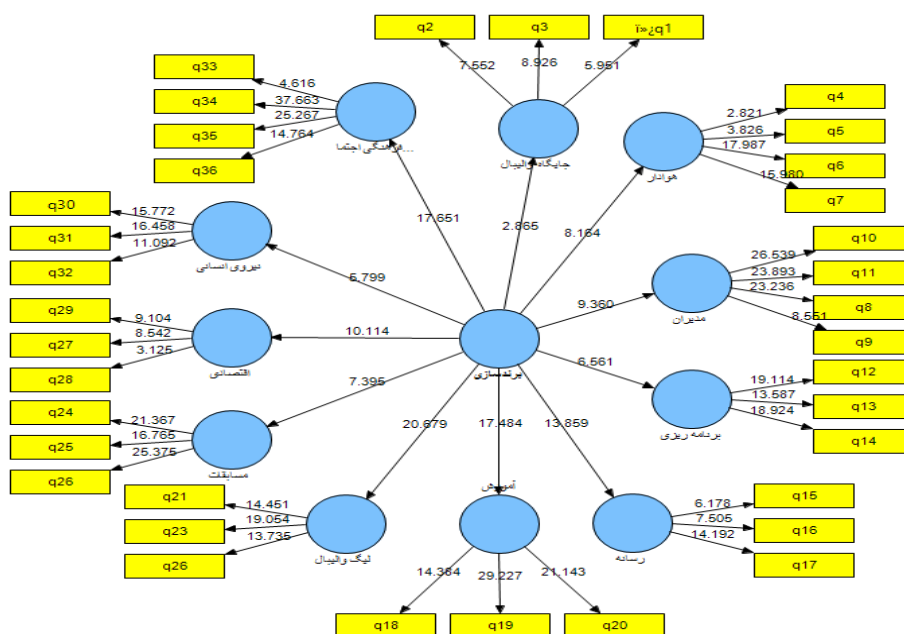 q2
q3
ï»¿q1
7.552
8.926
5.951
جایگاه والیبال
q33
q34
q35
q36
4.616
37.663
25.267
14.764
فرهنگی اجتما...
q4
q5
q6
q7
2.821
3.826
17.987
15.980
هوادار
17.651
2.865
8.164
q30
q31
q32
15.772
16.458
11.092
نیروی انسانی
5.799
q10
q11
q8
q9
26.539
23.893
23.236
8.551
مدیران
9.360
q29
q27
q28
9.104
8.542
3.125
اقتصادی
10.114
برندسازی
6.561
q12
q13
q14
19.114
13.587
18.924
برنامه ریزی
q24
q25
q26
21.367
16.765
25.375
مسابقات
7.395
20.679
17.484
13.859
q21
q23
q26
14.451
19.054
13.735
لیگ والیبال
آموزش
14.384
29.227
21.143
q18
q19
q20
q15
q16
q17
6.178
7.505
14.192
رسانه